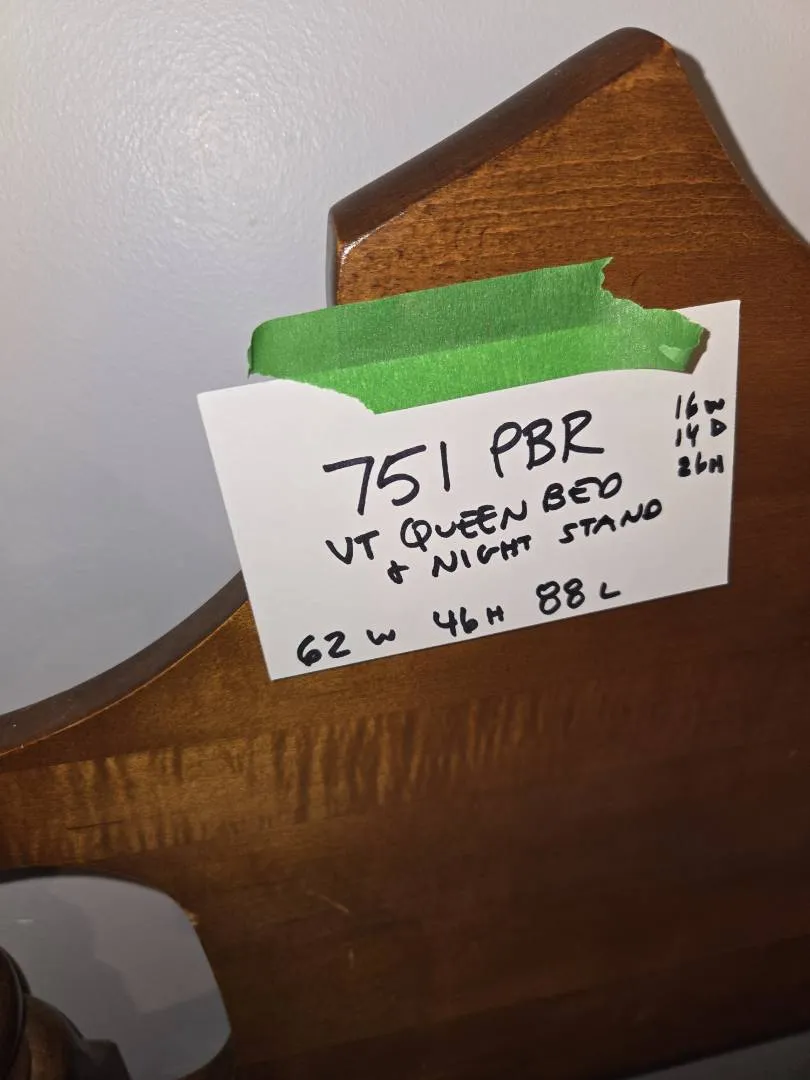 751 PBR
VT QUEEN BED
& NIGHT STAND
62 W 46 H 88 L
16 W
14 D
26 H